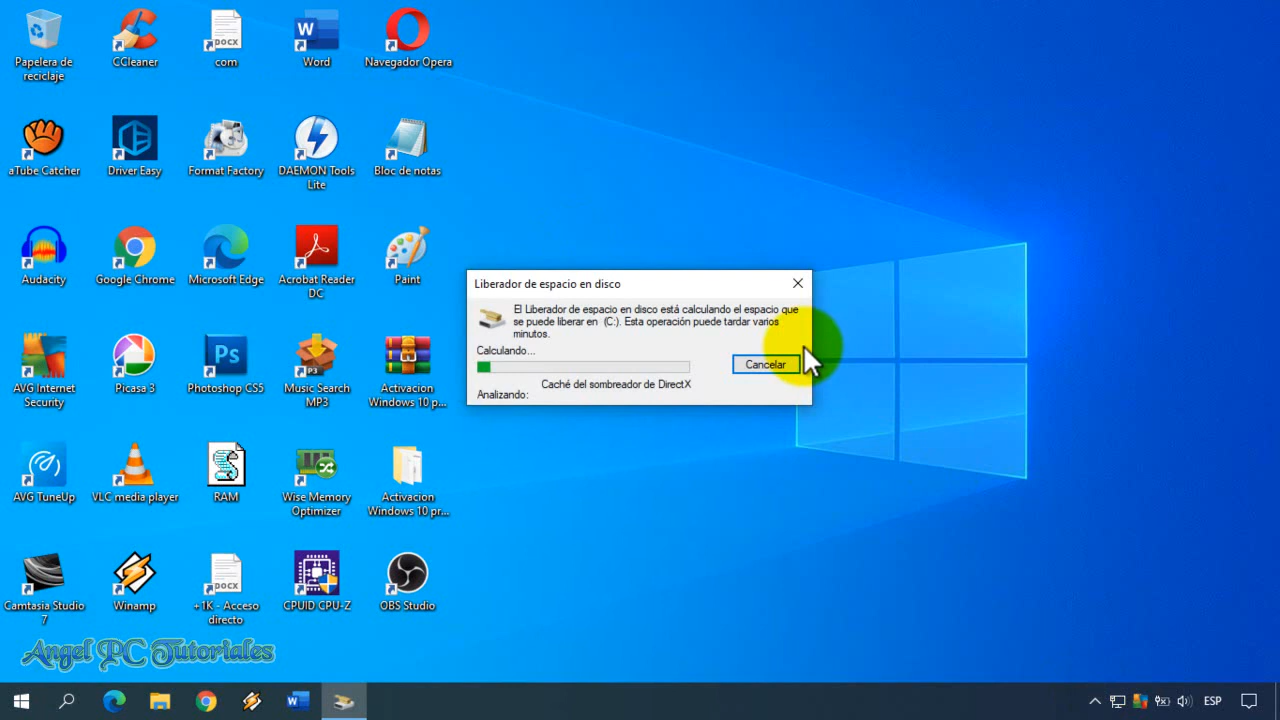 Papelera de
reciclaje
CCleaner
com
Word
Navegador Opera
aTube Catcher
Driver Easy
Format Factory
DAEMON Tools
Lite
Bloc de notas
Audacity
Google Chrome
Microsoft Edge
Acrobat Reader
DC
Paint
AVG Internet
Security
Picasa 3
Photoshop CS5
Music Search
MP3
Activacion
Windows 10 p...
AVG TuneUp
VLC media player
RAM
Wise Memory
Optimizer
Activacion
Windows 10 pr...
Camtasia Studio
7
Winamp
+1K - Acceso
directo
CPUID CPU-Z
OBS Studio
DOCX
W
Ps
P3
DOCX
Liberador de espacio en disco
El Liberador de espacio en disco está calculando el espacio que
se puede liberar en (C:). Esta operación puede tardar varios
minutos.
Calculando...
Cancelar
Caché del sombreador de DirectX
Analizando:
Angel PC Tutoriales
W
ESP